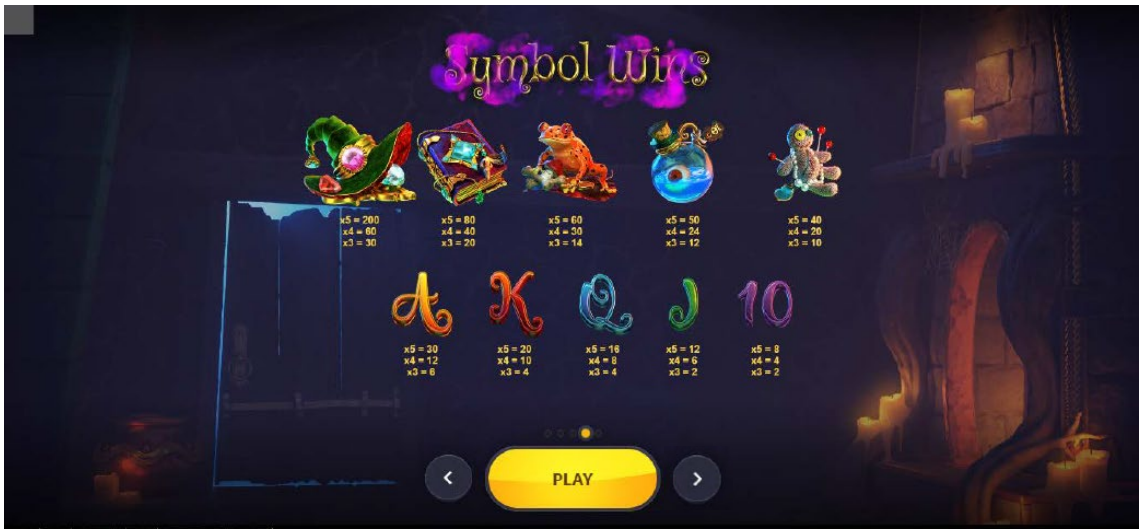 Symbol Wins
x5 = 200
x4 = 60
x3 = 30
x5 = 80
x4 = 40
x3 = 20
x5 = 60
x4 = 30
x3 = 14
x5 = 50
x4 = 24
x3 = 12
x5 = 40
x4 = 20
x3 = 10
A
x5 = 30
x4 = 12
x3 = 6
K
x5 = 20
x4 = 10
x3 = 4
Q
x5 = 16
x4 = 8
x3 = 4
J
x5 = 12
x4 = 6
x3 = 2
10
x5 = 8
x4 = 4
x3 = 2
PLAY